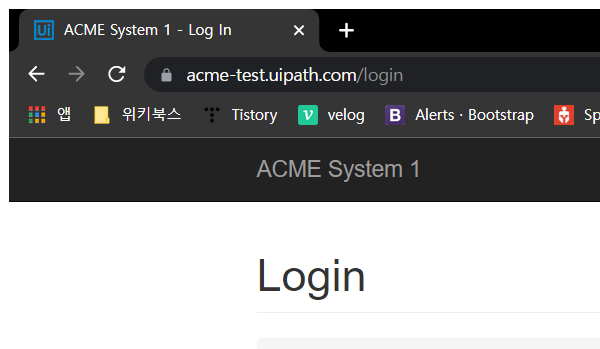 Ui ACME System 1 - Log In
acme-test.uipath.com/login
앱 위키북스 Tistory velog B Alerts · Bootstrap Sp
ACME System 1
Login